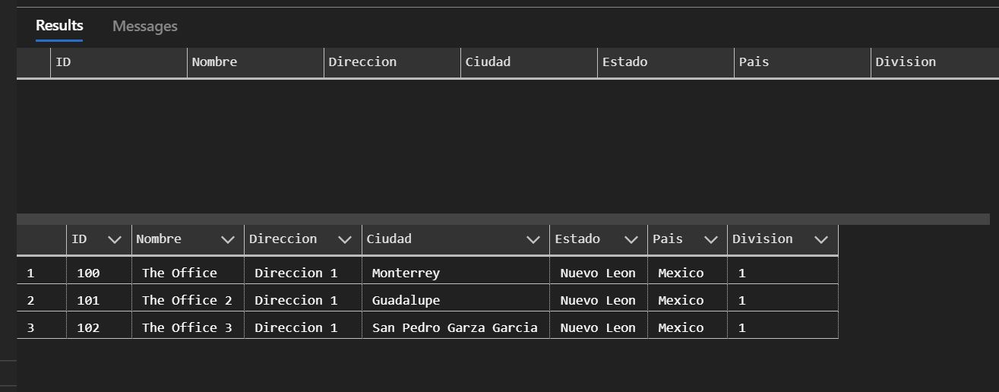 Results Messages
ID Nombre Direccion Ciudad Estado Pais Division
ID Nombre Direccion Ciudad Estado Pais Division
1 100 The Office Direccion 1 Monterrey Nuevo Leon Mexico 1
2 101 The Office 2 Direccion 1 Guadalupe Nuevo Leon Mexico 1
3 102 The Office 3 Direccion 1 San Pedro Garza Garcia Nuevo Leon Mexico 1